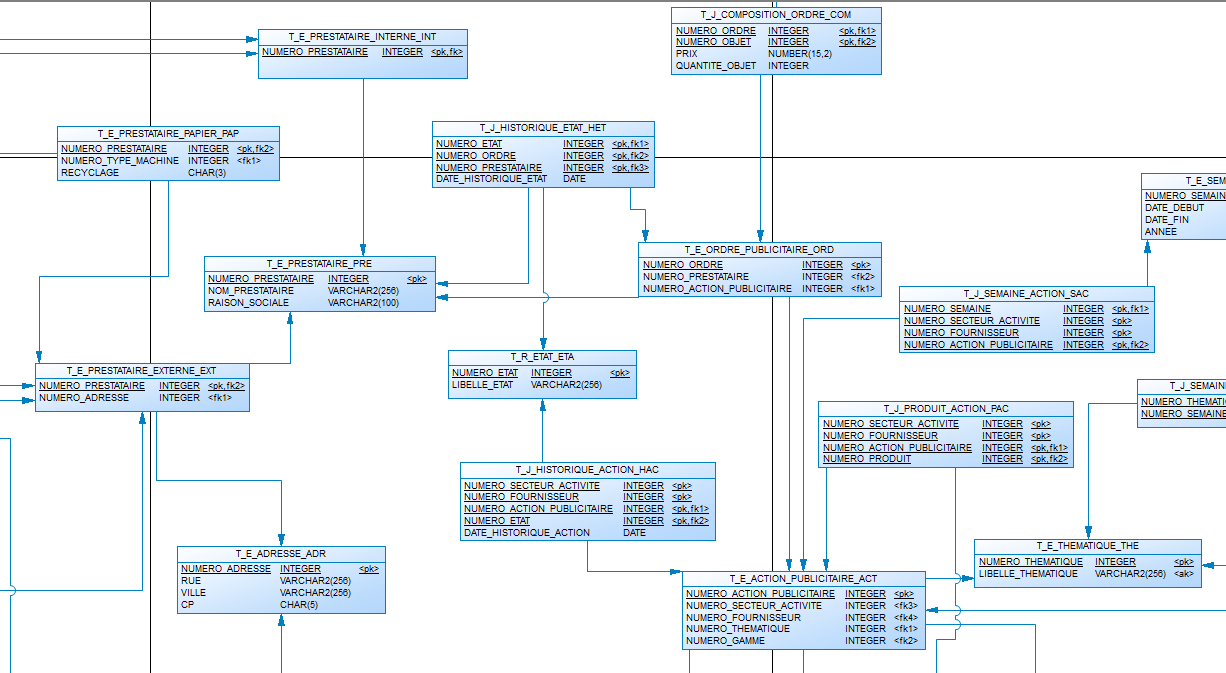 T_E_PRESTATAIRE_INTERNE_INT
NUMERO_PRESTATAIRE INTEGER <pk,fk>
T_J_COMPOSITION_ORDRE_COM
NUMERO_ORDRE INTEGER <pk,fk1>
NUMERO_OBJET INTEGER <pk,fk2>
PRIX NUMBER(15,2)
QUANTITE_OBJET INTEGER
T_E_PRESTATAIRE_PAPIER_PAP
NUMERO_PRESTATAIRE INTEGER <pk,fk2>
NUMERO_TYPE_MACHINE INTEGER <fk1>
RECYCLAGE CHAR(3)
T_J_HISTORIQUE_ETAT_HET
NUMERO_ETAT INTEGER <pk,fk1>
NUMERO_ORDRE INTEGER <pk,fk2>
NUMERO_PRESTATAIRE INTEGER <pk,fk3>
DATE_HISTORIQUE_ETAT DATE
T_E_SEM
NUMERO_SEMAIN
DATE_DEBUT
DATE_FIN
ANNEE
T_E_PRESTATAIRE_PRE
NUMERO_PRESTATAIRE INTEGER <pk>
NOM_PRESTATAIRE VARCHAR2(256)
RAISON_SOCIALE VARCHAR2(100)
T_E_ORDRE_PUBLICITAIRE_ORD
NUMERO_ORDRE INTEGER <pk>
NUMERO_PRESTATAIRE INTEGER <fk2>
NUMERO_ACTION_PUBLICITAIRE INTEGER <fk1>
T_J_SEMAINE_ACTION_SAC
NUMERO_SEMAINE INTEGER <pk,fk1>
NUMERO_SECTEUR_ACTIVITE INTEGER <pk>
NUMERO_FOURNISSEUR INTEGER <pk>
NUMERO_ACTION_PUBLICITAIRE INTEGER <pk,fk2>
T_E_PRESTATAIRE_EXTERNE_EXT
NUMERO_PRESTATAIRE INTEGER <pk,fk2>
NUMERO_ADRESSE INTEGER <fk1>
T_R_ETAT_ETA
NUMERO_ETAT INTEGER <pk>
LIBELLE_ETAT VARCHAR2(256)
T_J_SEMAIN
NUMERO_THEMATI
NUMERO_SEMAINE
T_J_PRODUIT_ACTION_PAC
NUMERO_SECTEUR_ACTIVITE INTEGER <pk>
NUMERO_FOURNISSEUR INTEGER <pk>
NUMERO_ACTION_PUBLICITAIRE INTEGER <pk,fk1>
NUMERO_PRODUIT INTEGER <pk,fk2>
T_J_HISTORIQUE_ACTION_HAC
NUMERO_SECTEUR_ACTIVITE INTEGER <pk>
NUMERO_FOURNISSEUR INTEGER <pk>
NUMERO_ACTION_PUBLICITAIRE INTEGER <pk,fk1>
NUMERO_ETAT INTEGER <pk,fk2>
DATE_HISTORIQUE_ACTION DATE
T_E_ADRESSE_ADR
NUMERO_ADRESSE INTEGER <pk>
RUE VARCHAR2(256)
VILLE VARCHAR2(256)
CP CHAR(5)
T_E_THEMATIQUE_THE
NUMERO_THEMATIQUE INTEGER <pk>
LIBELLE_THEMATIQUE VARCHAR2(256) <ak>
T_E_ACTION_PUBLICITAIRE_ACT
NUMERO_ACTION_PUBLICITAIRE INTEGER <pk>
NUMERO_SECTEUR_ACTIVITE INTEGER <fk3>
NUMERO_FOURNISSEUR INTEGER <fk4>
NUMERO_THEMATIQUE INTEGER <fk1>
NUMERO_GAMME INTEGER <fk2>